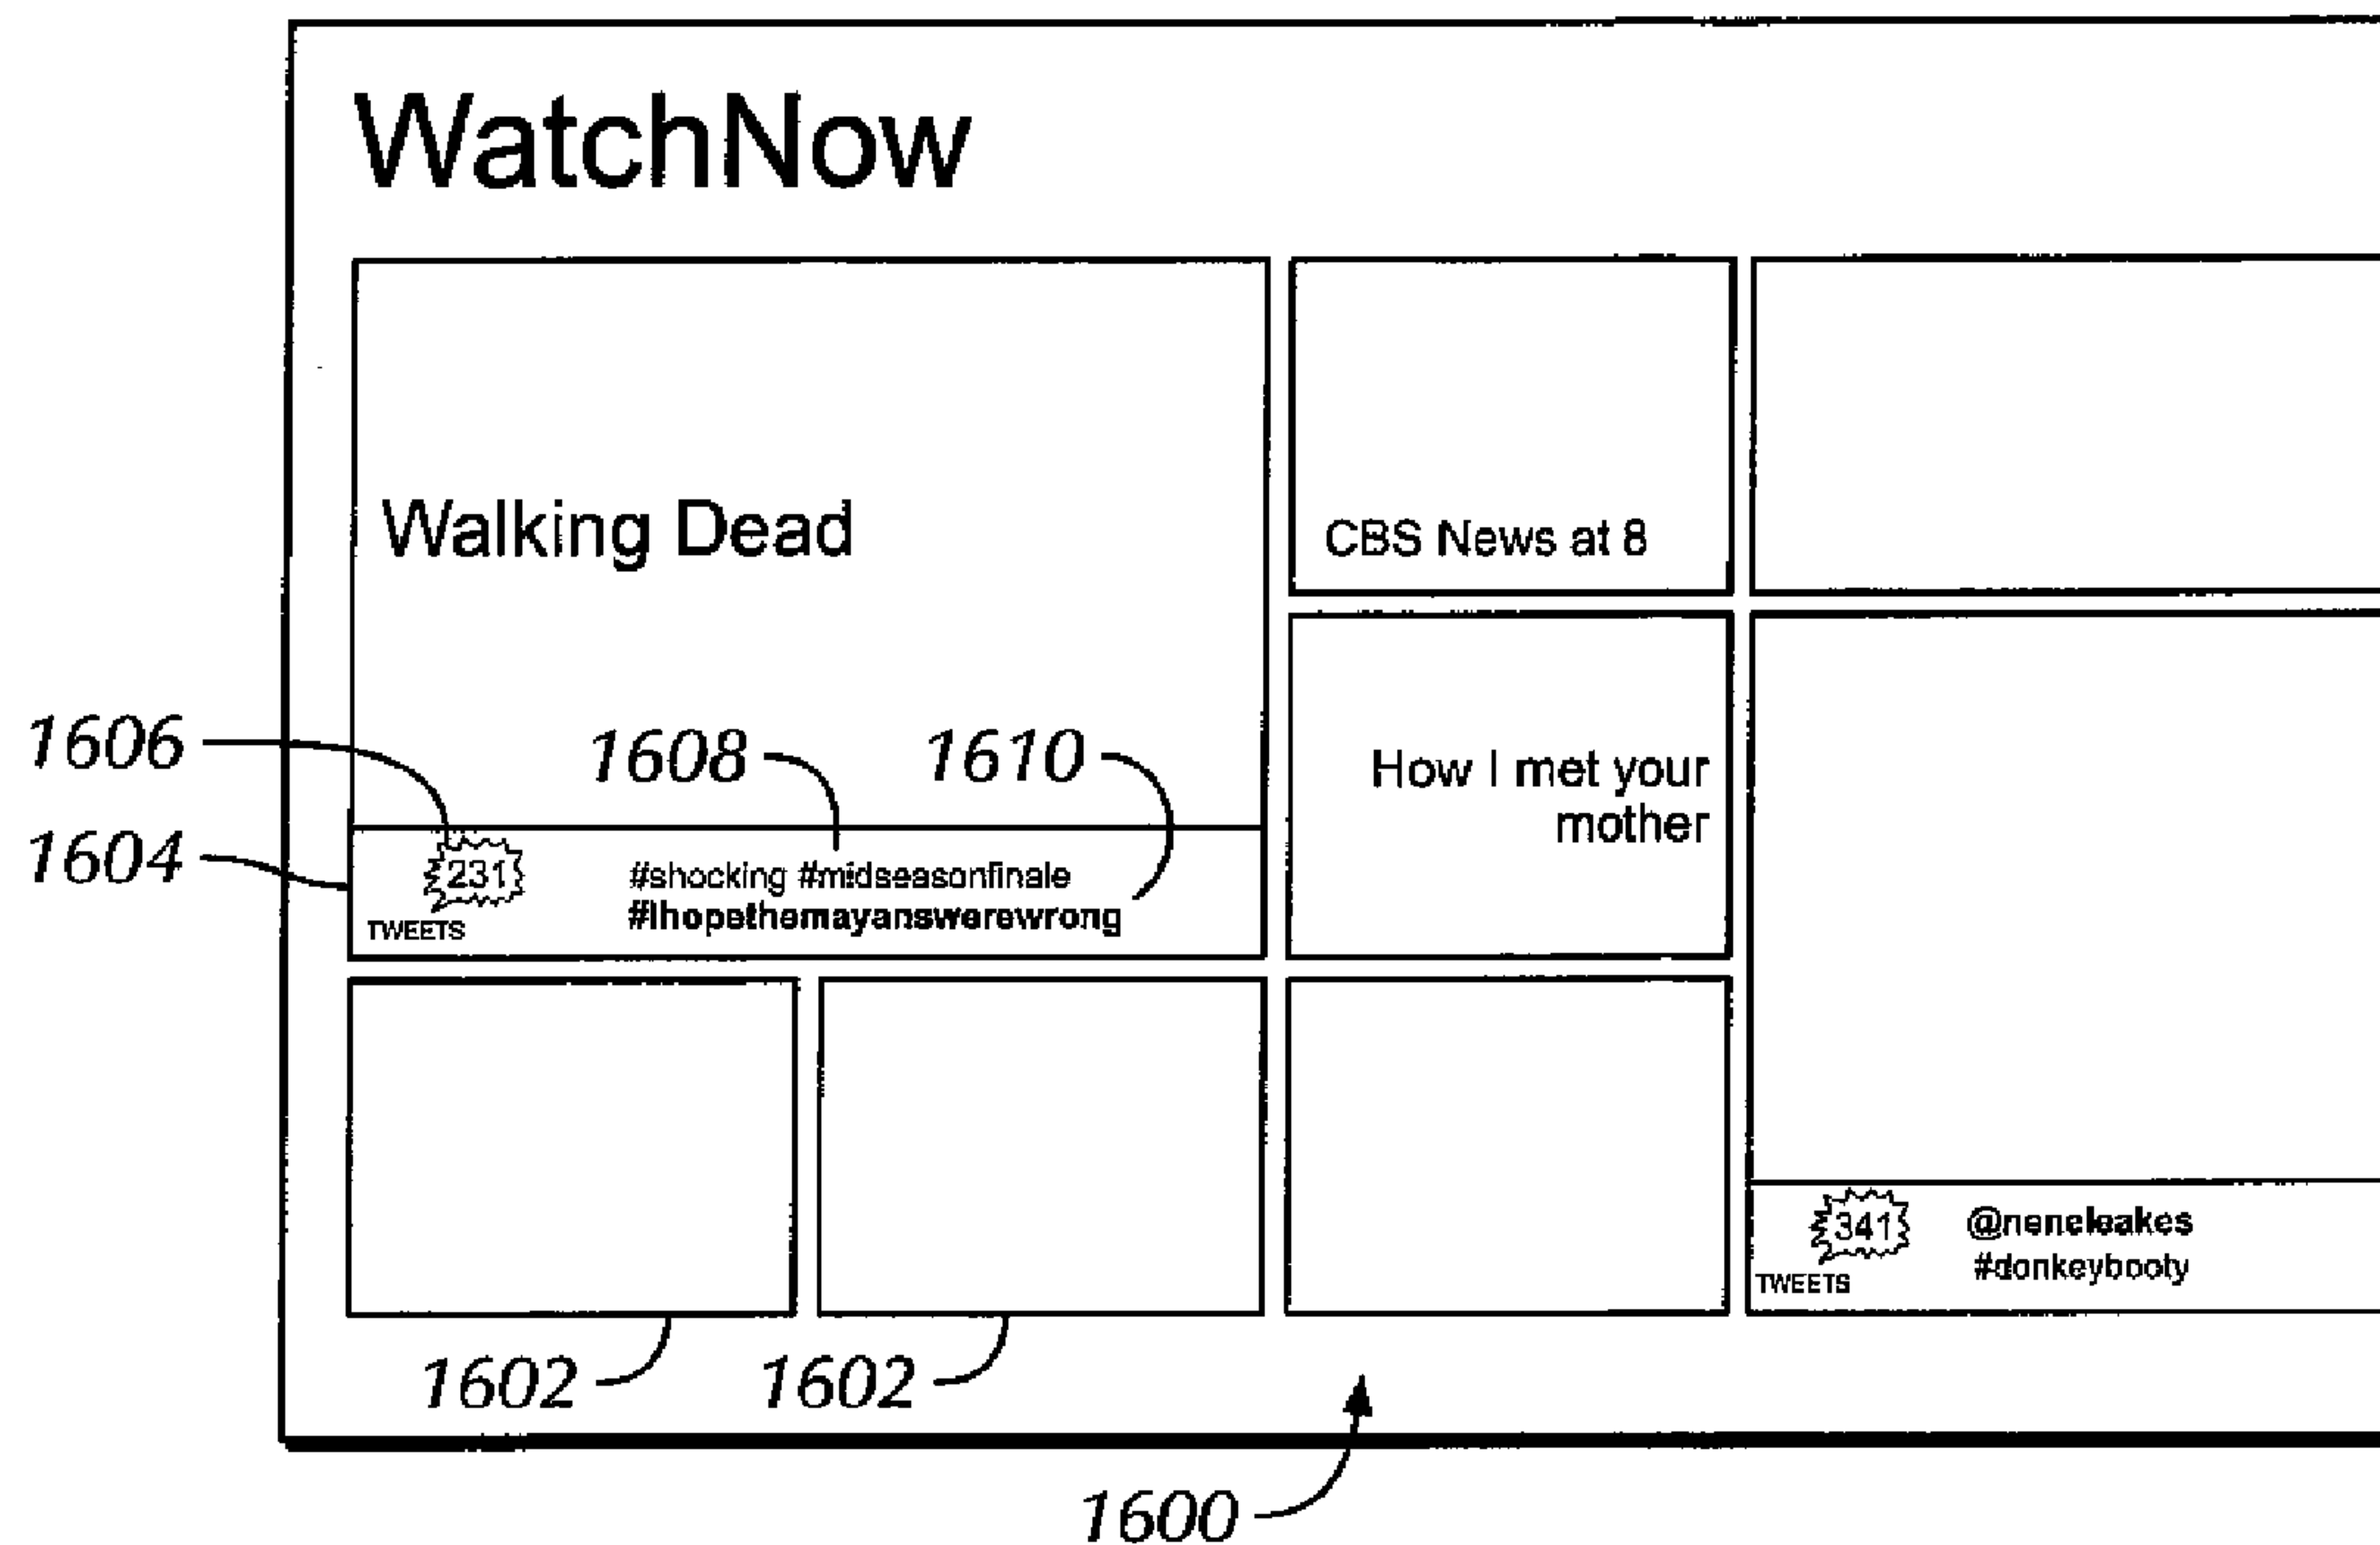 WatchNow
Walking Dead
CBS News at 8
How I met your
mother
1606
1608
1610
1604
231
TWEETS
#shocking #midseasonfinale
#Ihopethemayanswerewrong
341
TWEETS
@neneleakes
#donkeybooty
1602
1602
1600